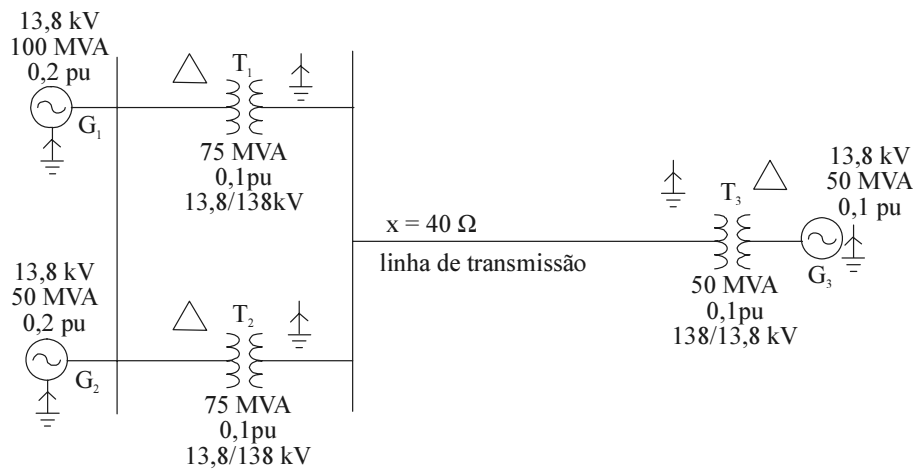 13,8 kV
100 MVA
0,2 pu
G1
T1
75 MVA
0,1pu
13,8/138kV
13,8 kV
50 MVA
0,2 pu
G2
T2
75 MVA
0,1pu
13,8/138 kV
x = 40 Ω
linha de transmissão
T3
50 MVA
0,1pu
138/13,8 kV
13,8 kV
50 MVA
0,1 pu
G3